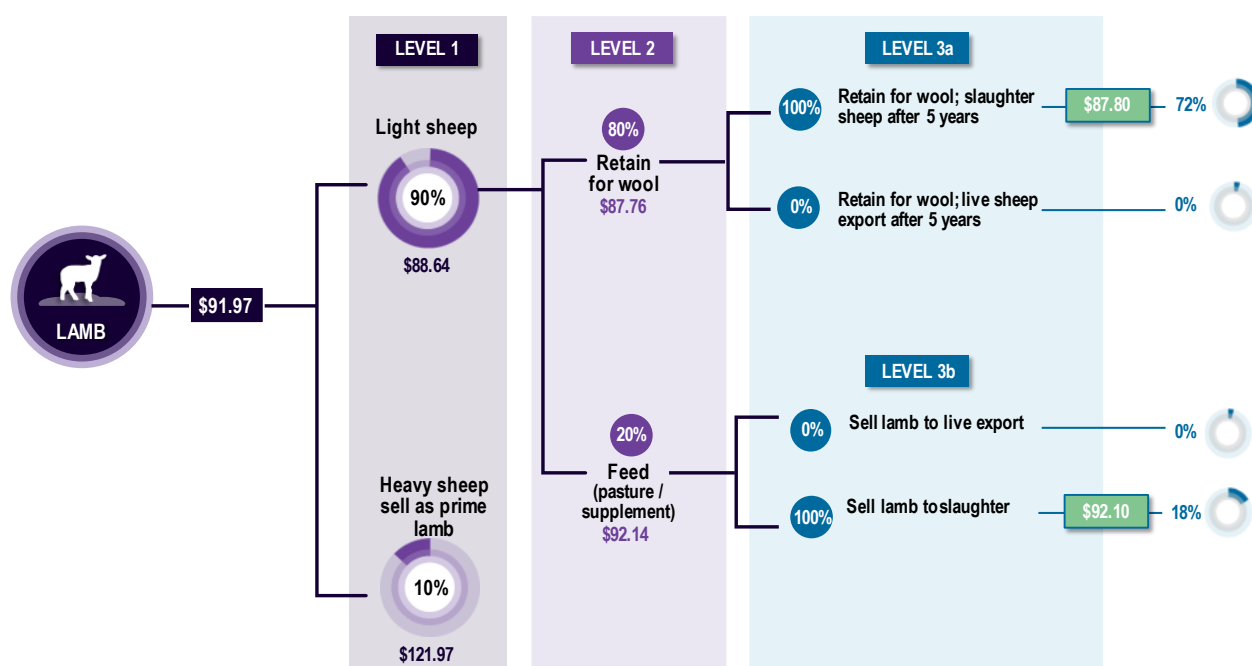 LEVEL 1
LEVEL 2
LEVEL 3a
Light sheep
90%
$88.64
80%
Retain
for wool
$87.76
100%
Retain for wool; slaughter
sheep after 5 years
$87.80
72%
0%
Retain for wool; live sheep
export after 5 years
0%
LAMB
$91.97
LEVEL 3b
0%
Sell lamb to live export
0%
20%
Feed
(pasture /
supplement)
$92.14
100%
Sell lamb to slaughter
$92.10
18%
Heavy sheep
sell as prime
lamb
10%
$121.97